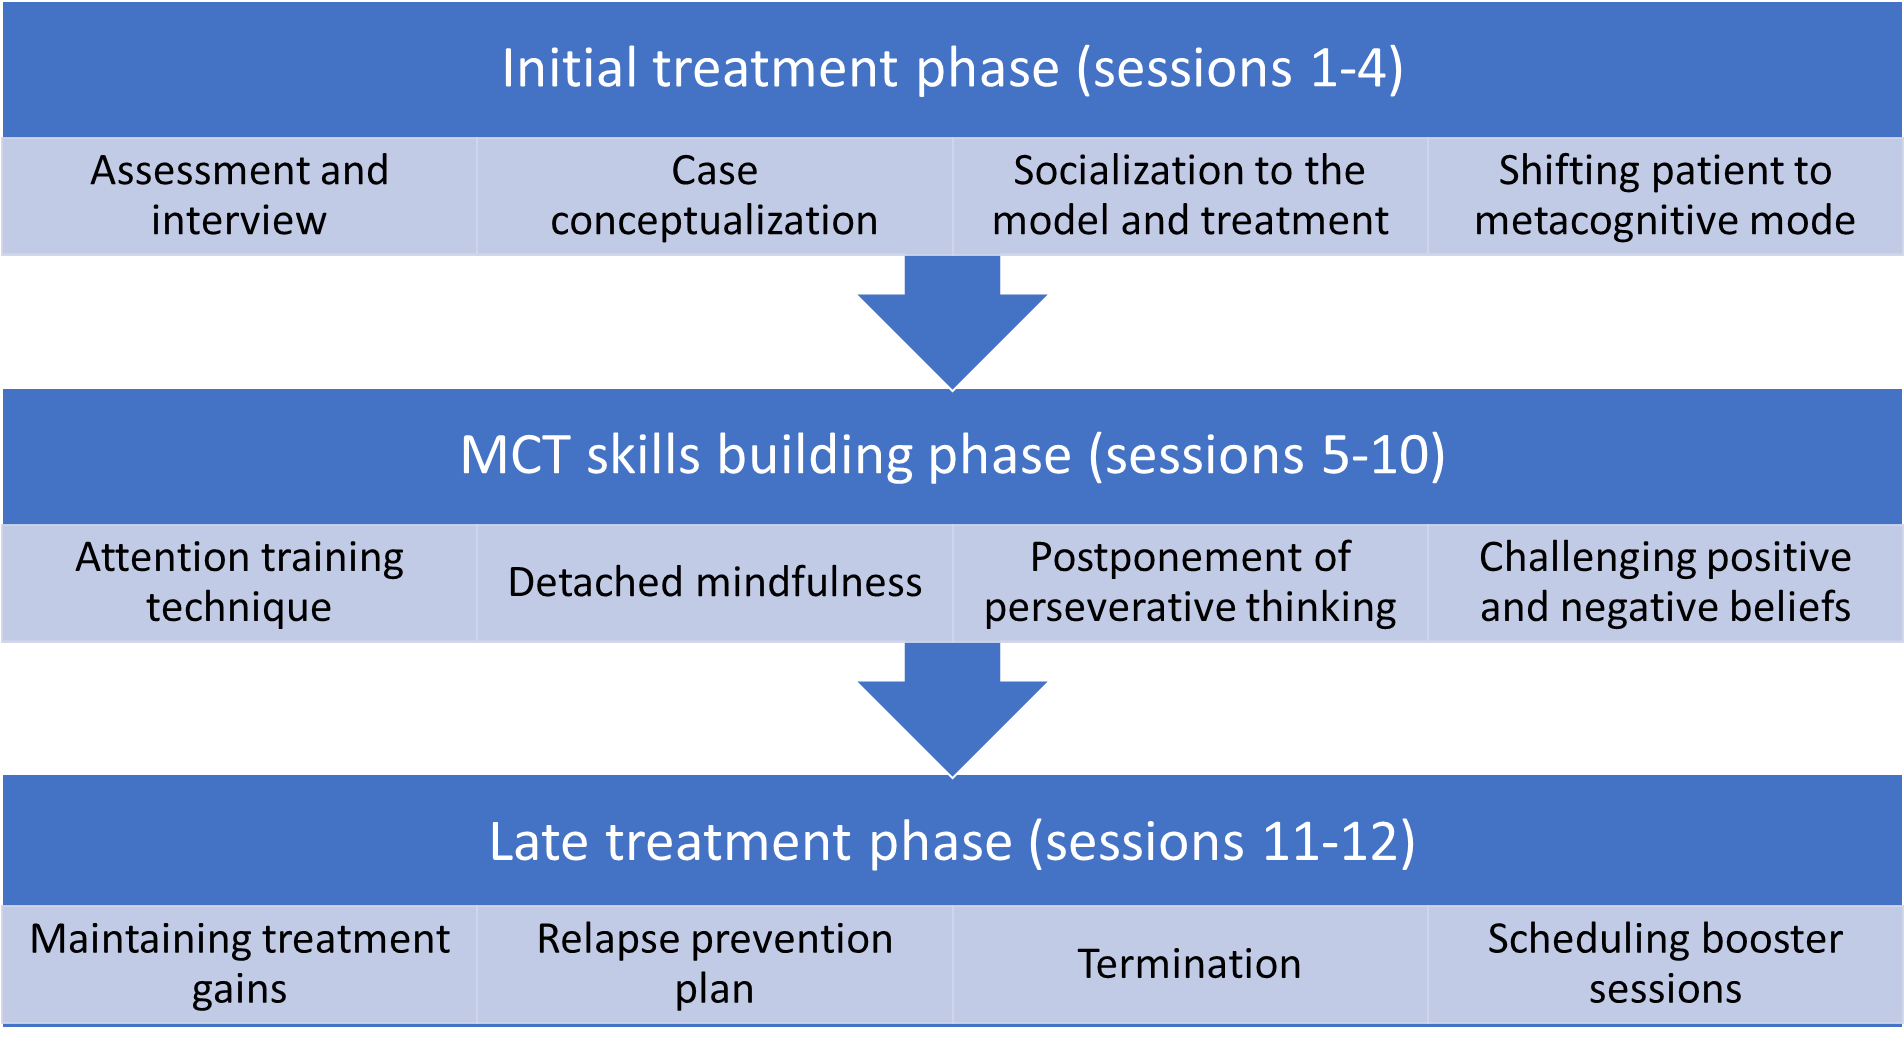 Initial treatment phase (sessions 1-4)
Assessment and
interview
Case
conceptualization
Socialization to the
model and treatment
Shifting patient to
metacognitive mode
MCT skills building phase (sessions 5-10)
Attention training
technique
Detached mindfulness
Postponement of
perseverative thinking
Challenging positive
and negative beliefs
Late treatment phase (sessions 11-12)
Maintaining treatment
gains
Relapse prevention
plan
Termination
Scheduling booster
sessions